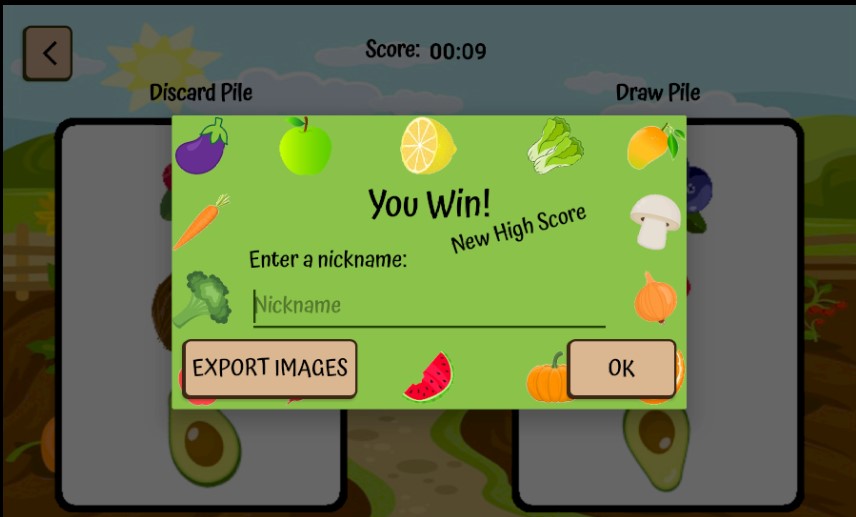 Score: 00:09
Discard Pile
Draw Pile
You Win!
New High Score
Enter a nickname:
Nickname
EXPORT IMAGES
OK